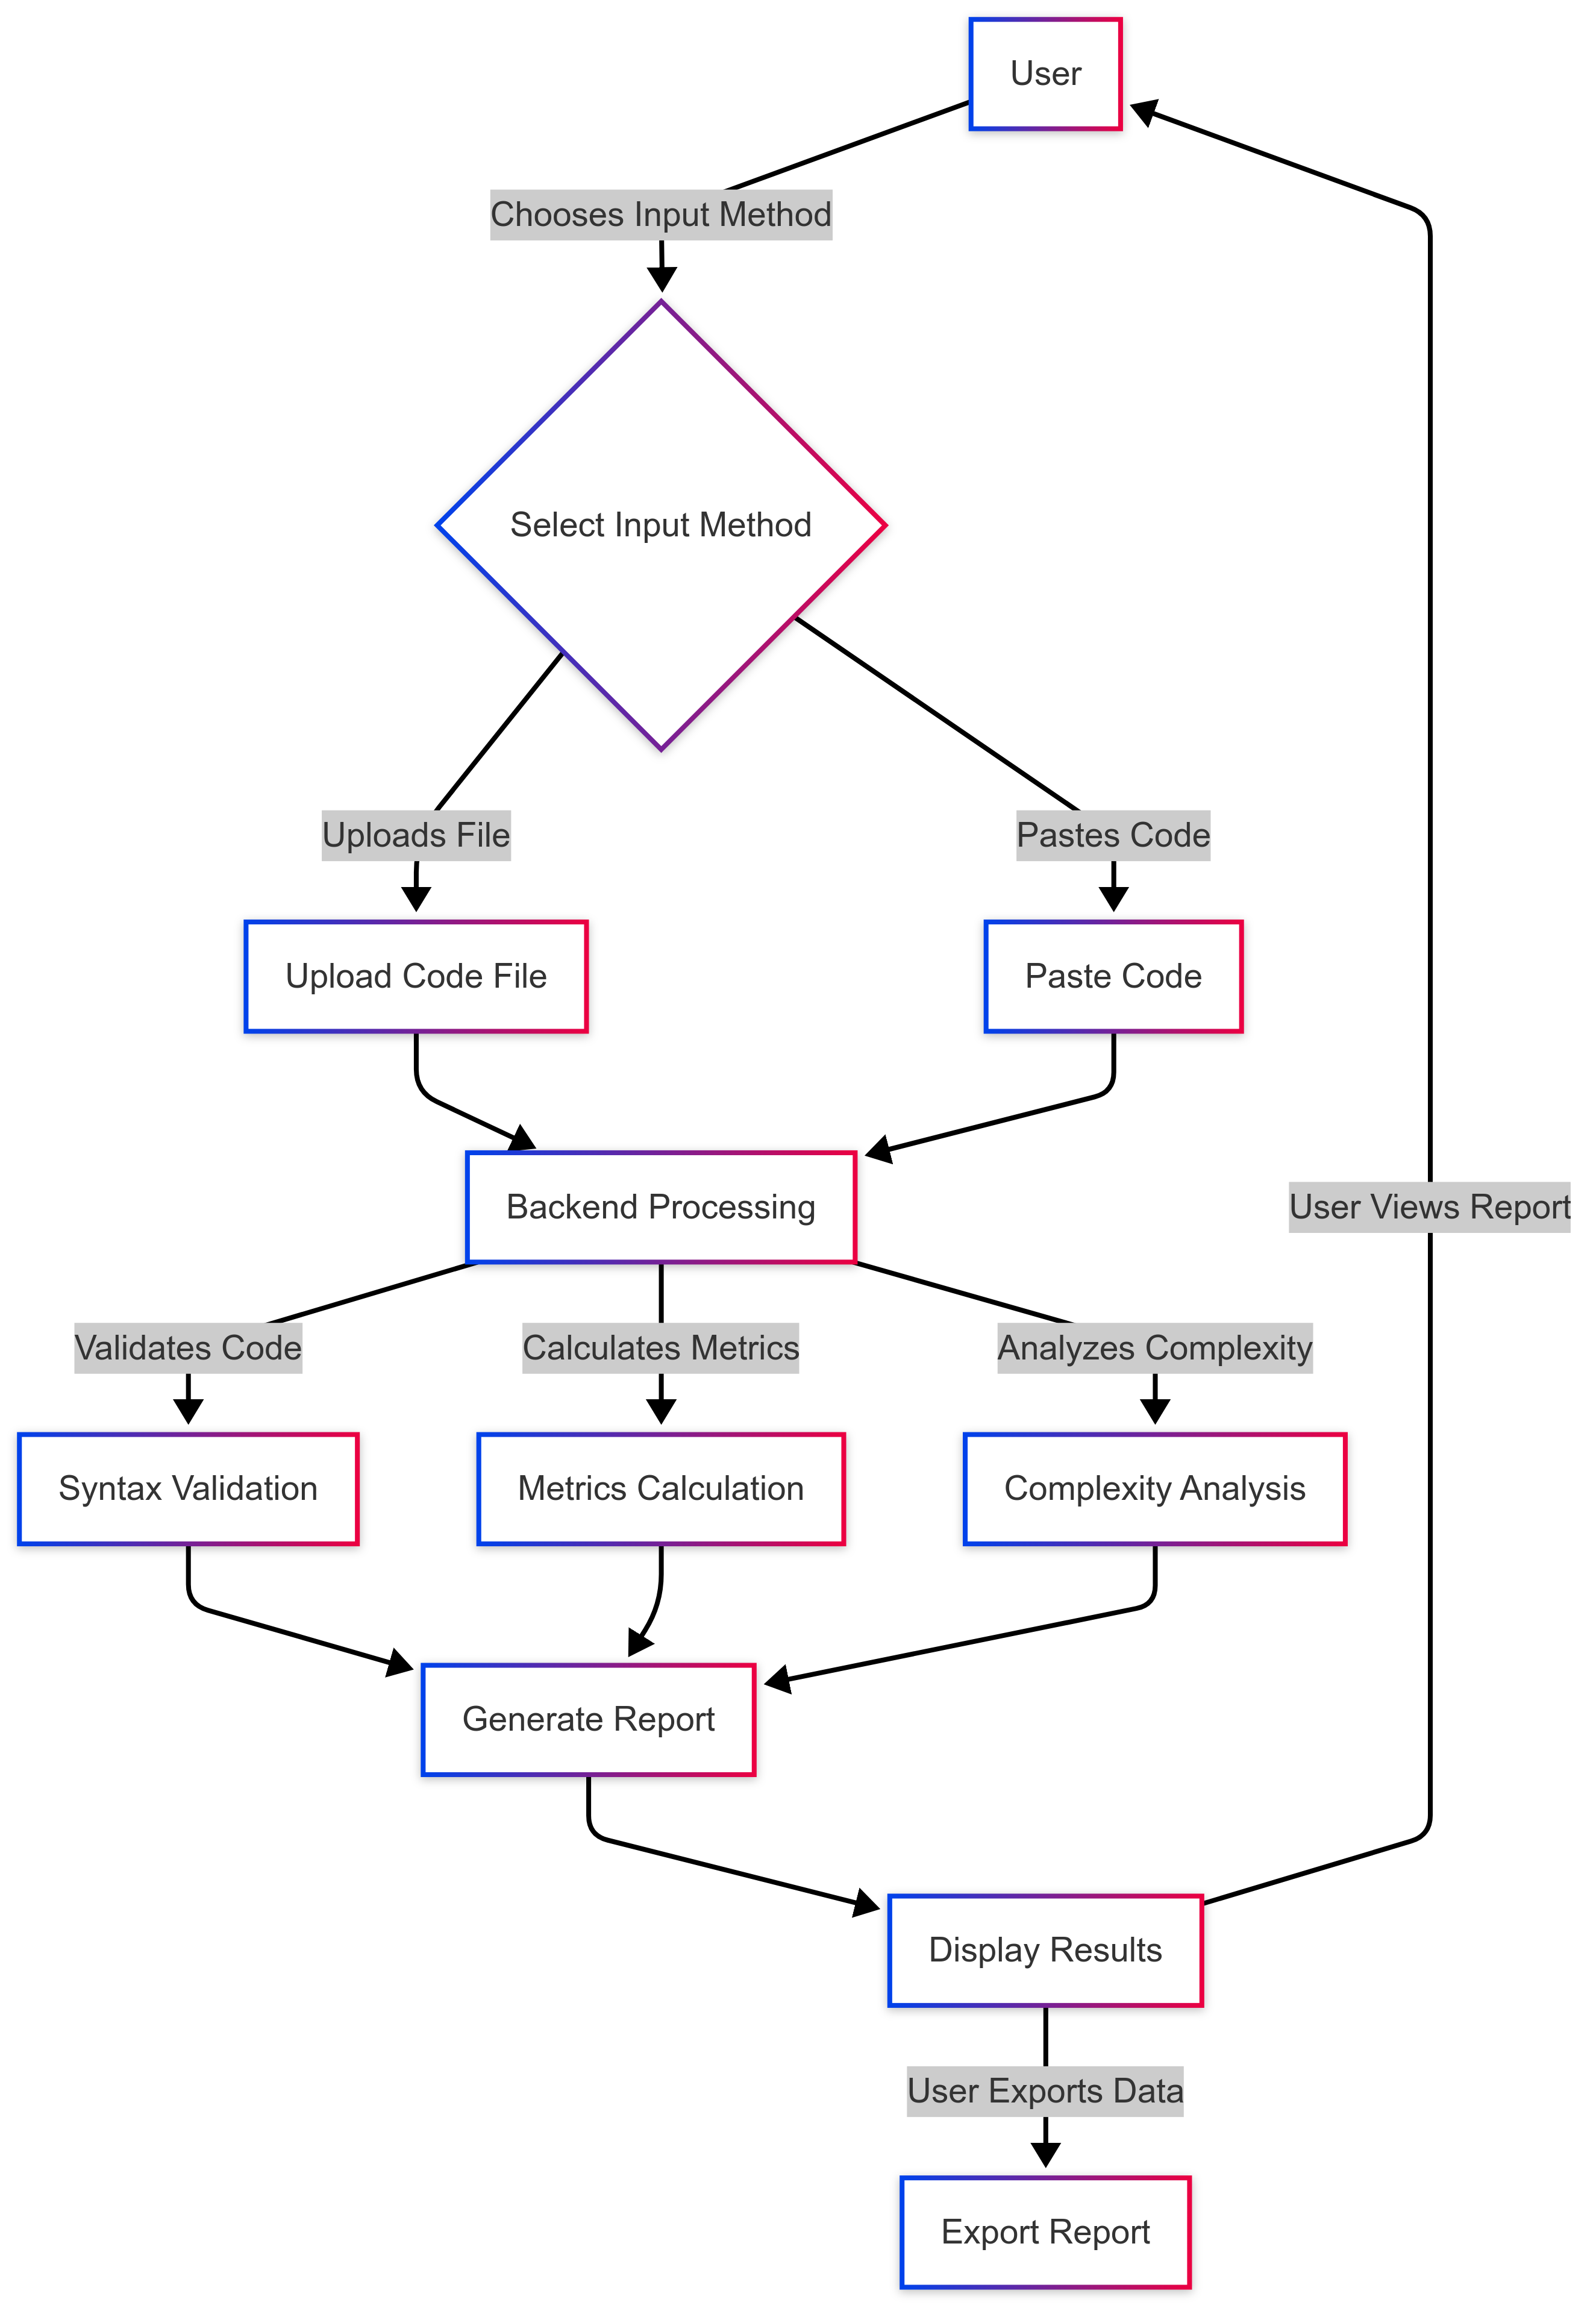 User
Chooses Input Method
Select Input Method
Uploads File
Pastes Code
Upload Code File
Paste Code
Backend Processing
User Views Report
Validates Code
Calculates Metrics
Analyzes Complexity
Syntax Validation
Metrics Calculation
Complexity Analysis
Generate Report
Display Results
User Exports Data
Export Report